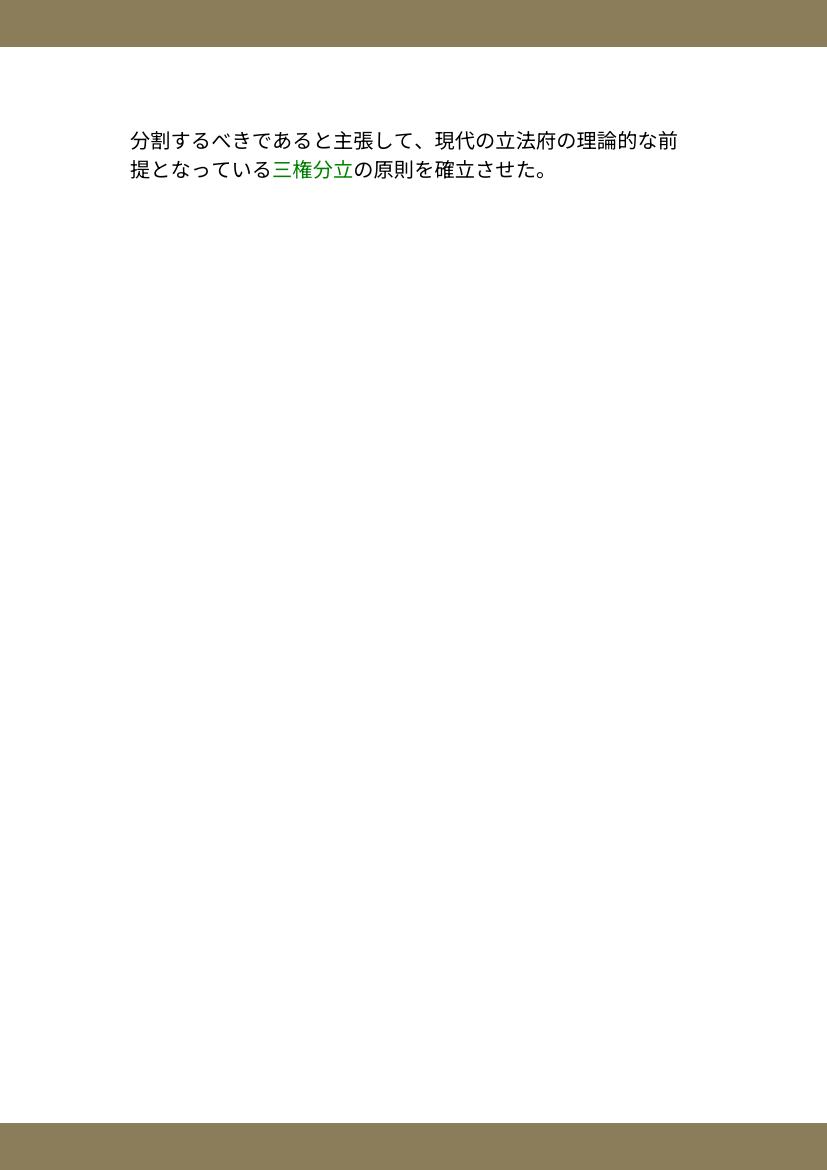 分割するべきであると主張して、現代の立法府の理論的な前
提となっている三権分立の原則を確立させた。